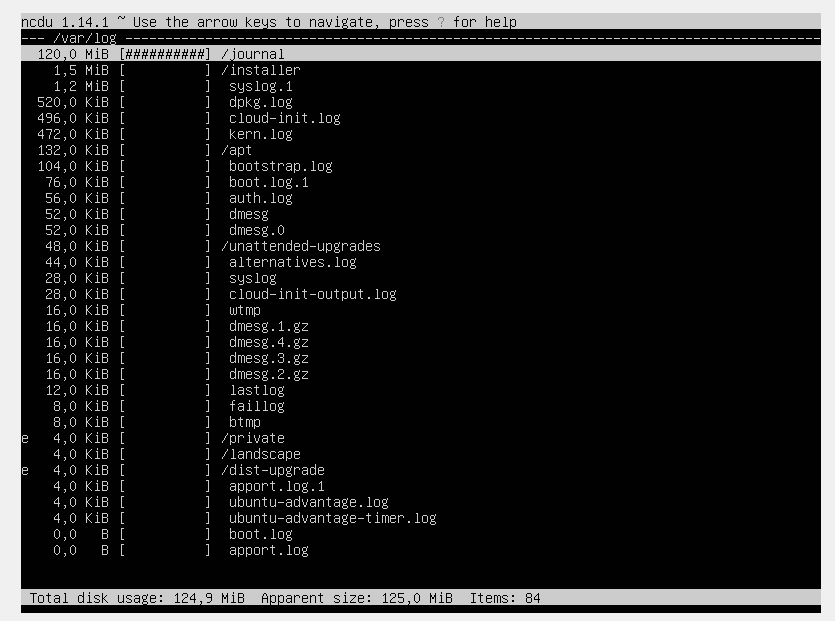 ncdu 1.14.1 ~ Use the arrow keys to navigate, press ? for help
--- /var/log ---------------------------------------------------------------------------------------
120,0 MiB [##########] /journal
1,5 MiB [          ] /installer
1,2 MiB [          ]  syslog.1
520,0 KiB [          ]  dpkg.log
496,0 KiB [          ]  cloud-init.log
472,0 KiB [          ]  kern.log
132,0 KiB [          ] /apt
104,0 KiB [          ]  bootstrap.log
76,0 KiB [          ]  boot.log.1
56,0 KiB [          ]  auth.log
52,0 KiB [          ]  dmesg
52,0 KiB [          ]  dmesg.0
48,0 KiB [          ] /unattended-upgrades
44,0 KiB [          ]  alternatives.log
28,0 KiB [          ]  syslog
28,0 KiB [          ]  cloud-init-output.log
16,0 KiB [          ]  wtmp
16,0 KiB [          ]  dmesg.1.gz
16,0 KiB [          ]  dmesg.4.gz
16,0 KiB [          ]  dmesg.3.gz
16,0 KiB [          ]  dmesg.2.gz
12,0 KiB [          ]  lastlog
8,0 KiB [          ]  faillog
8,0 KiB [          ]  btmp
e   4,0 KiB [          ] /private
4,0 KiB [          ] /landscape
e   4,0 KiB [          ] /dist-upgrade
4,0 KiB [          ]  apport.log.1
4,0 KiB [          ]  ubuntu-advantage.log
4,0 KiB [          ]  ubuntu-advantage-timer.log
0,0   B [          ]  boot.log
0,0   B [          ]  apport.log
Total disk usage: 124,9 MiB  Apparent size: 125,0 MiB  Items: 84